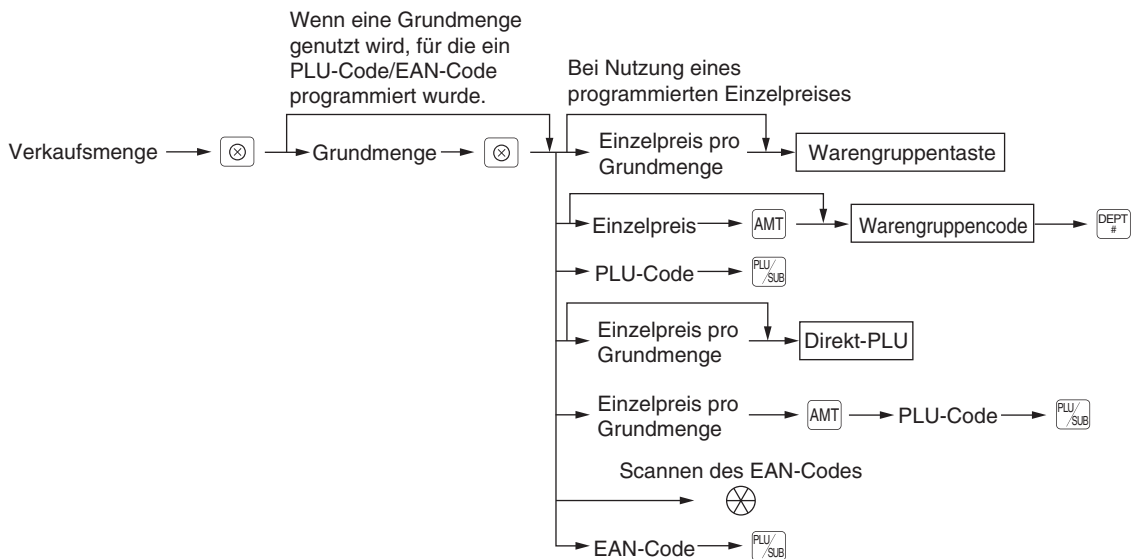 Wenn eine Grundmenge
genutzt wird, für die ein
PLU-Code/EAN-Code
programmiert wurde.
Bei Nutzung eines
programmierten Einzelpreises
Verkaufsmenge
Grundmenge
Einzelpreis pro
Grundmenge
Warengruppentaste
Einzelpreis
AMT
Warengruppencode
DEPT
#
PLU-Code
PLU/
SUB
Einzelpreis pro
Grundmenge
Direkt-PLU
Einzelpreis pro
Grundmenge
AMT
PLU-Code
PLU/
SUB
Scannen des EAN-Codes
EAN-Code
PLU/
SUB